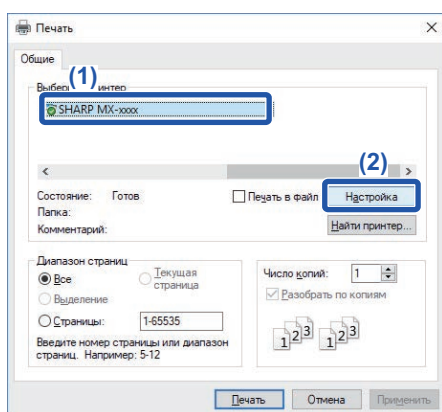 Печать
Общие
(1)
Выбер интер
SHARP MX-xxxx
(2)
Состояние: Готов
Печать в файл
Настройка
Папка:
Комментарий:
Найти принтер...
Диапазон страниц
Все
Текущая страница
Выделение
Страницы: 1-65535
Введите номер страницы или диапазон
страниц. Например: 5-12
Число копий: 1
Разобрать по копиям
1 2 3 1 2 3
Печать Отмена Применить